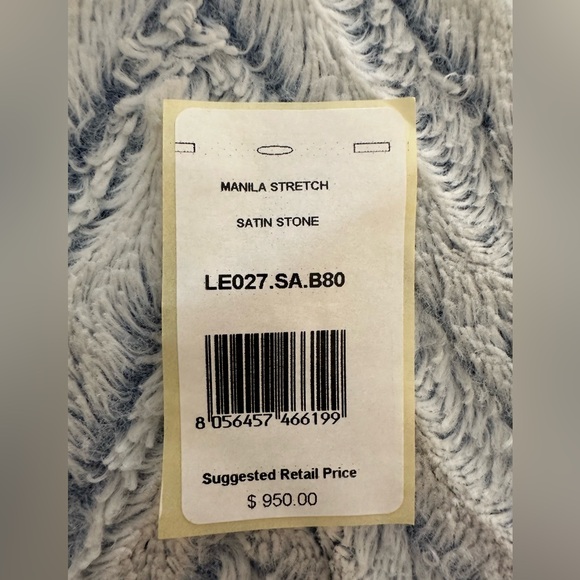 MANILA STRETCH
SATIN STONE
LE027.SA.B80
8 056457 466199
Suggested Retail Price
$ 950.00